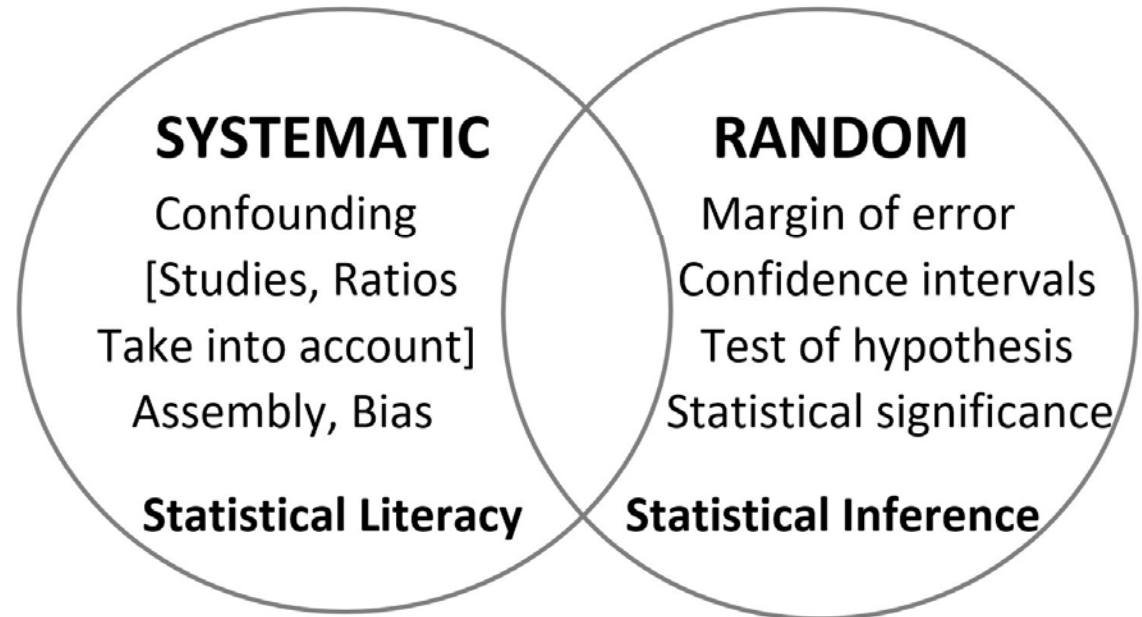 SYSTEMATIC
Confounding
[Studies, Ratios
Take into account]
Assembly, Bias
Statistical Literacy
RANDOM
Margin of error
Confidence intervals
Test of hypothesis
Statistical significance
Statistical Inference